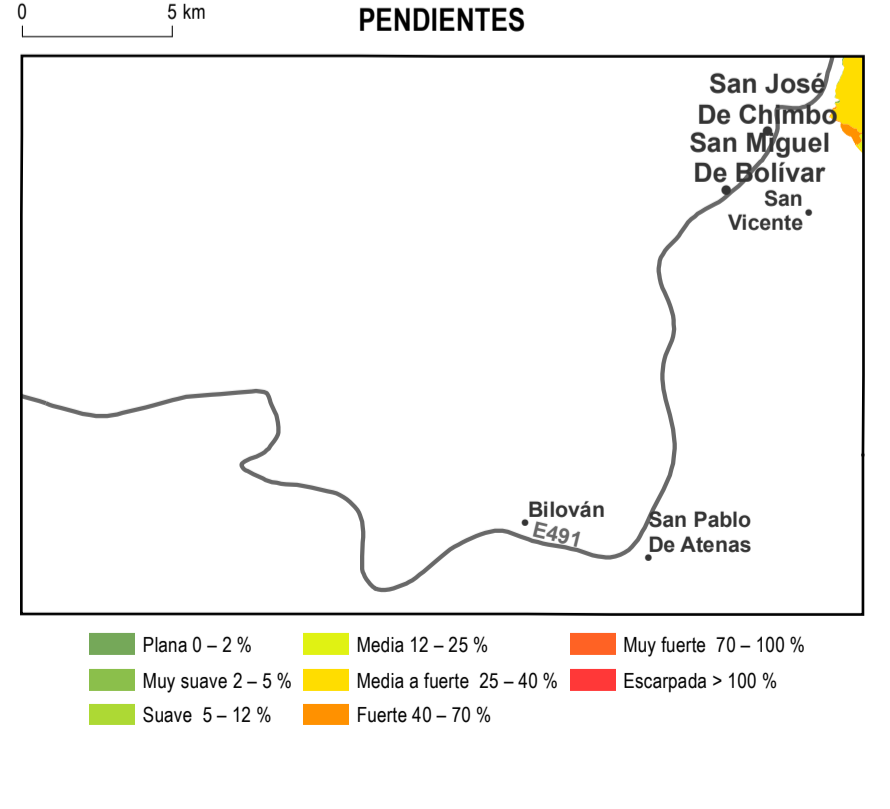 0 5 km
PENDIENTES
San José
De Chimbo
San Miguel
De Bolívar
San
Vicente
Bilován
E491
San Pablo
De Atenas
Plana 0 – 2 %
Muy suave 2 – 5 %
Suave 5 – 12 %
Media 12 – 25 %
Media a fuerte 25 – 40 %
Fuerte 40 – 70 %
Muy fuerte 70 – 100 %
Escarpada > 100 %